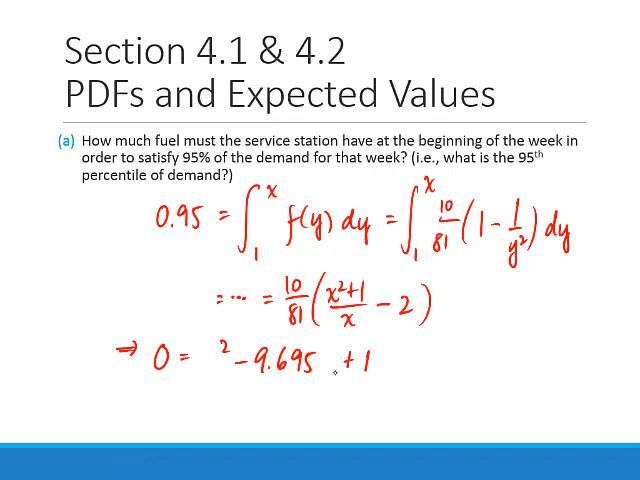 Section 4.1 & 4.2
PDFs and Expected Values
(a) How much fuel must the service station have at the beginning of the week in
order to satisfy 95% of the demand for that week? (i.e., what is the 95th
percentile of demand?)
0.95 = ∫₁ˣ f(y) dy = ∫₁ˣ 10/81 (1 − 1/y²) dy
= ... = 10/81 ( (x²+1)/x − 2 )
⇒ 0 = ² − 9.695 + 1